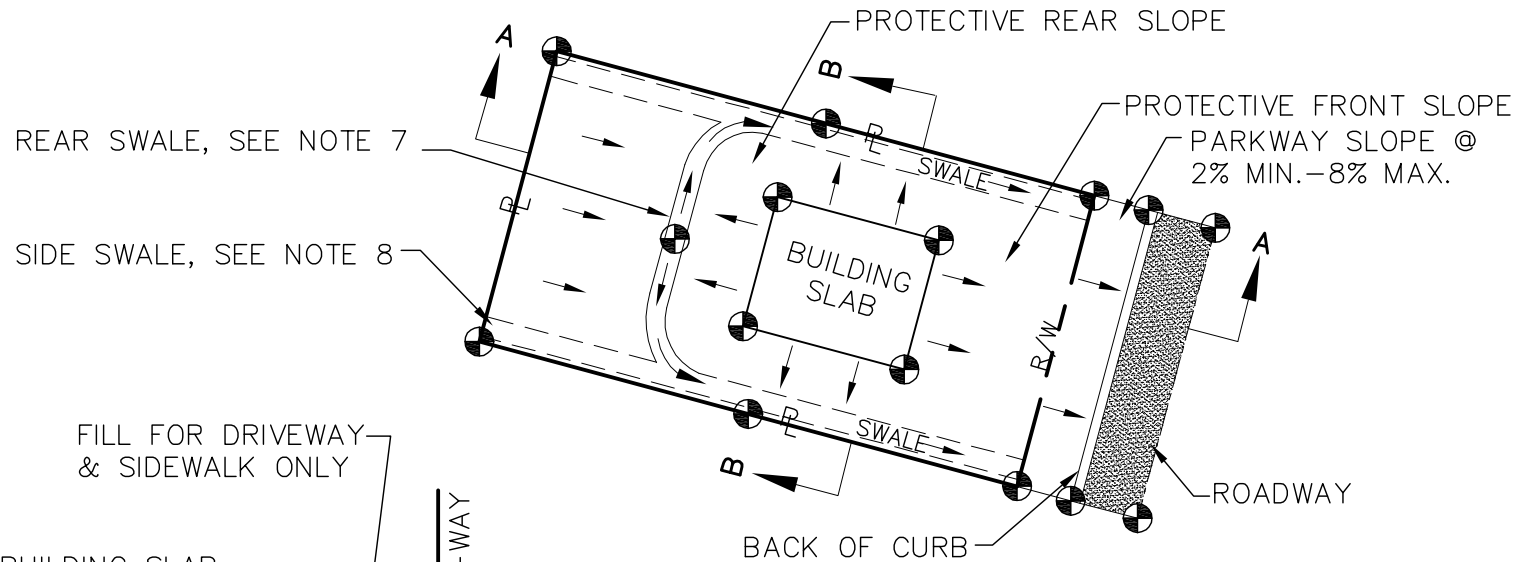 PROTECTIVE REAR SLOPE
A
B
PROTECTIVE FRONT SLOPE
PARKWAY SLOPE @
2% MIN.–8% MAX.
REAR SWALE, SEE NOTE 7
PL
SWALE
PL
A
SIDE SWALE, SEE NOTE 8
BUILDING
SLAB
R/W
PL
SWALE
FILL FOR DRIVEWAY
& SIDEWALK ONLY
B
ROADWAY
-WAY
BACK OF CURB
BUILDING SLAB